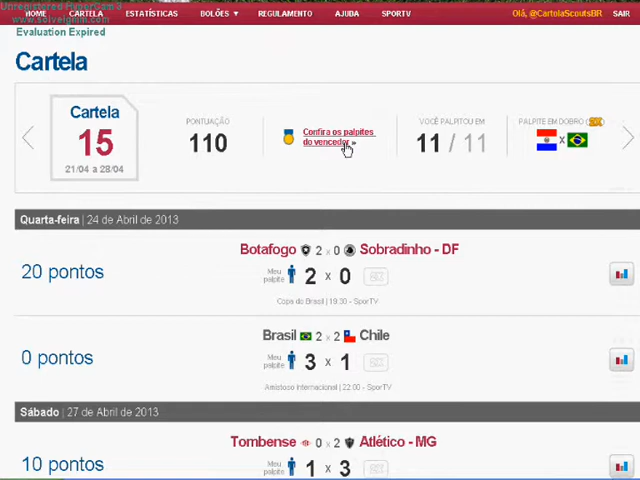 Unregistered HyperCam 3
www.solveigmm.com
Evaluation Expired
HOME CARTELA ESTATÍSTICAS BOLÕES ▼ REGULAMENTO AJUDA SPORTV Olá, @CartolaScoutsBR SAIR
Cartela
Cartela
15
21/04 a 28/04
PONTUAÇÃO
110
Confira os palpites
do vencedor »
VOCÊ PALPITOU EM
11 / 11
PALPITE EM DOBRO (2X)
x
Quarta-feira | 24 de Abril de 2013
20 pontos
Botafogo 2 x 0 Sobradinho - DF
Meu palpite 2 x 0 2X
Copa do Brasil | 19:30 - SporTV
0 pontos
Brasil 2 x 2 Chile
Meu palpite 3 x 1 2X
Amistoso Internacional | 22:00 - SporTV
Sábado | 27 de Abril de 2013
10 pontos
Tombense 0 x 2 Atlético - MG
Meu palpite 1 x 3 2X